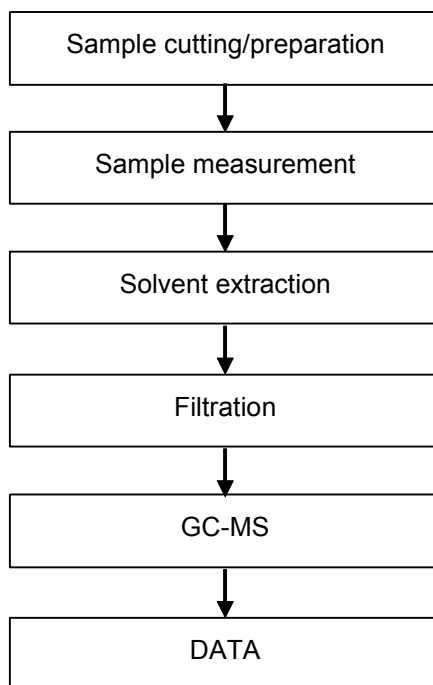 Sample cutting/preparation
Sample measurement
Solvent extraction
Filtration
GC-MS
DATA